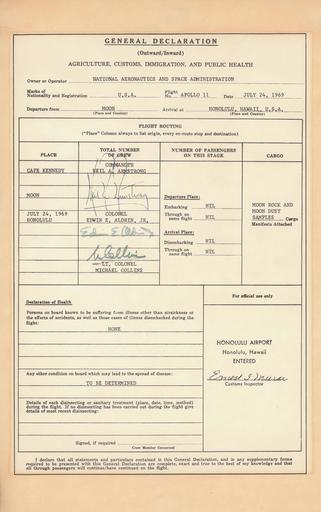 GENERAL DECLARATION
(Outward/Inward)
AGRICULTURE, CUSTOMS, IMMIGRATION, AND PUBLIC HEALTH
Owner or Operator NATIONAL AERONAUTICS AND SPACE ADMINISTRATION
Marks of Nationality and Registration U.S.A. Flight No. APOLLO 11 Date JULY 24, 1969
Departure from MOON Arrival at HONOLULU, HAWAII, U.S.A.
(Place and Country) (Place and Country)
FLIGHT ROUTING
("Place" Column always to list origin, every en-route stop and destination)
PLACE TOTAL NUMBER OF CREW NUMBER OF PASSENGERS ON THIS STAGE CARGO
CAPE KENNEDY COMMANDER NEIL A. ARMSTRONG
Neil A. Armstrong
MOON
Departure Place:
Embarking NIL
Through on same flight NIL
MOON ROCK AND MOON DUST SAMPLES Cargo Manifests Attached
JULY 24, 1969 HONOLULU COLONEL EDWIN E. ALDRIN, JR.
Edwin E. Aldrin Jr.
Arrival Place:
Disembarking NIL
Through on same flight NIL
M Collins
LT. COLONEL MICHAEL COLLINS
Declaration of Health
For official use only
Persons on board known to be suffering from illness other than airsickness or
the effects of accidents, as well as those cases of illness disembarked during the
flight:
NONE
HONOLULU AIRPORT
Honolulu, Hawaii
ENTERED
Customs Inspector
Any other condition on board which may lead to the spread of disease:
TO BE DETERMINED
Details of each disinsecting or sanitary treatment (place, date, time, method)
during the flight. If no disinsecting has been carried out during the flight give
details of most recent disinsecting:
Signed, if required
Crew Member Concerned
I declare that all statements and particulars contained in this General Declaration, and in any supplementary forms
required to be presented with this General Declaration are complete, exact and true to the best of my knowledge and that
all through passengers will continue/have continued on the flight.